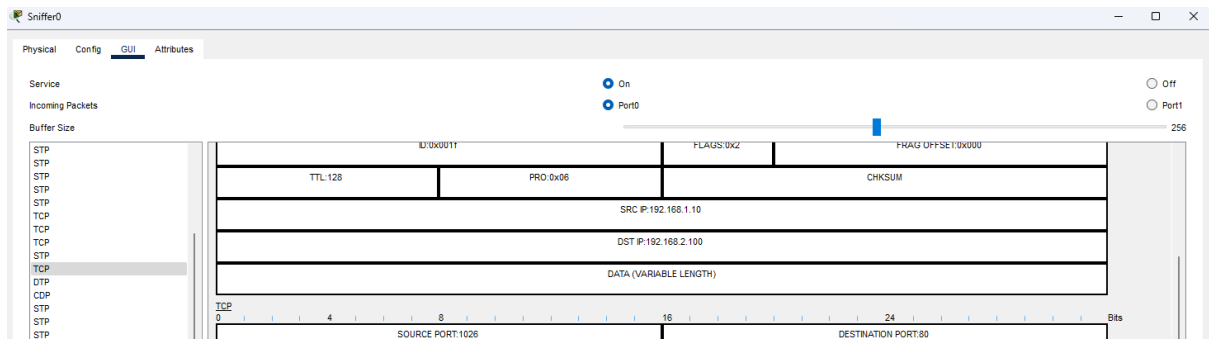 Sniffer0
Physical Config GUI Attributes
Service On Off
Incoming Packets Port0 Port1
Buffer Size 256
STP
STP
STP
STP
STP
TCP
TCP
TCP
STP
TCP
DTP
CDP
STP
STP
STP
ID:0x001f FLAGS:0x2 FRAG OFFSET:0x000
TTL:128 PRO:0x06 CHKSUM
SRC IP:192.168.1.10
DST IP:192.168.2.100
DATA (VARIABLE LENGTH)
TCP
0 4 8 16 24 Bits
SOURCE PORT:1026 DESTINATION PORT:80